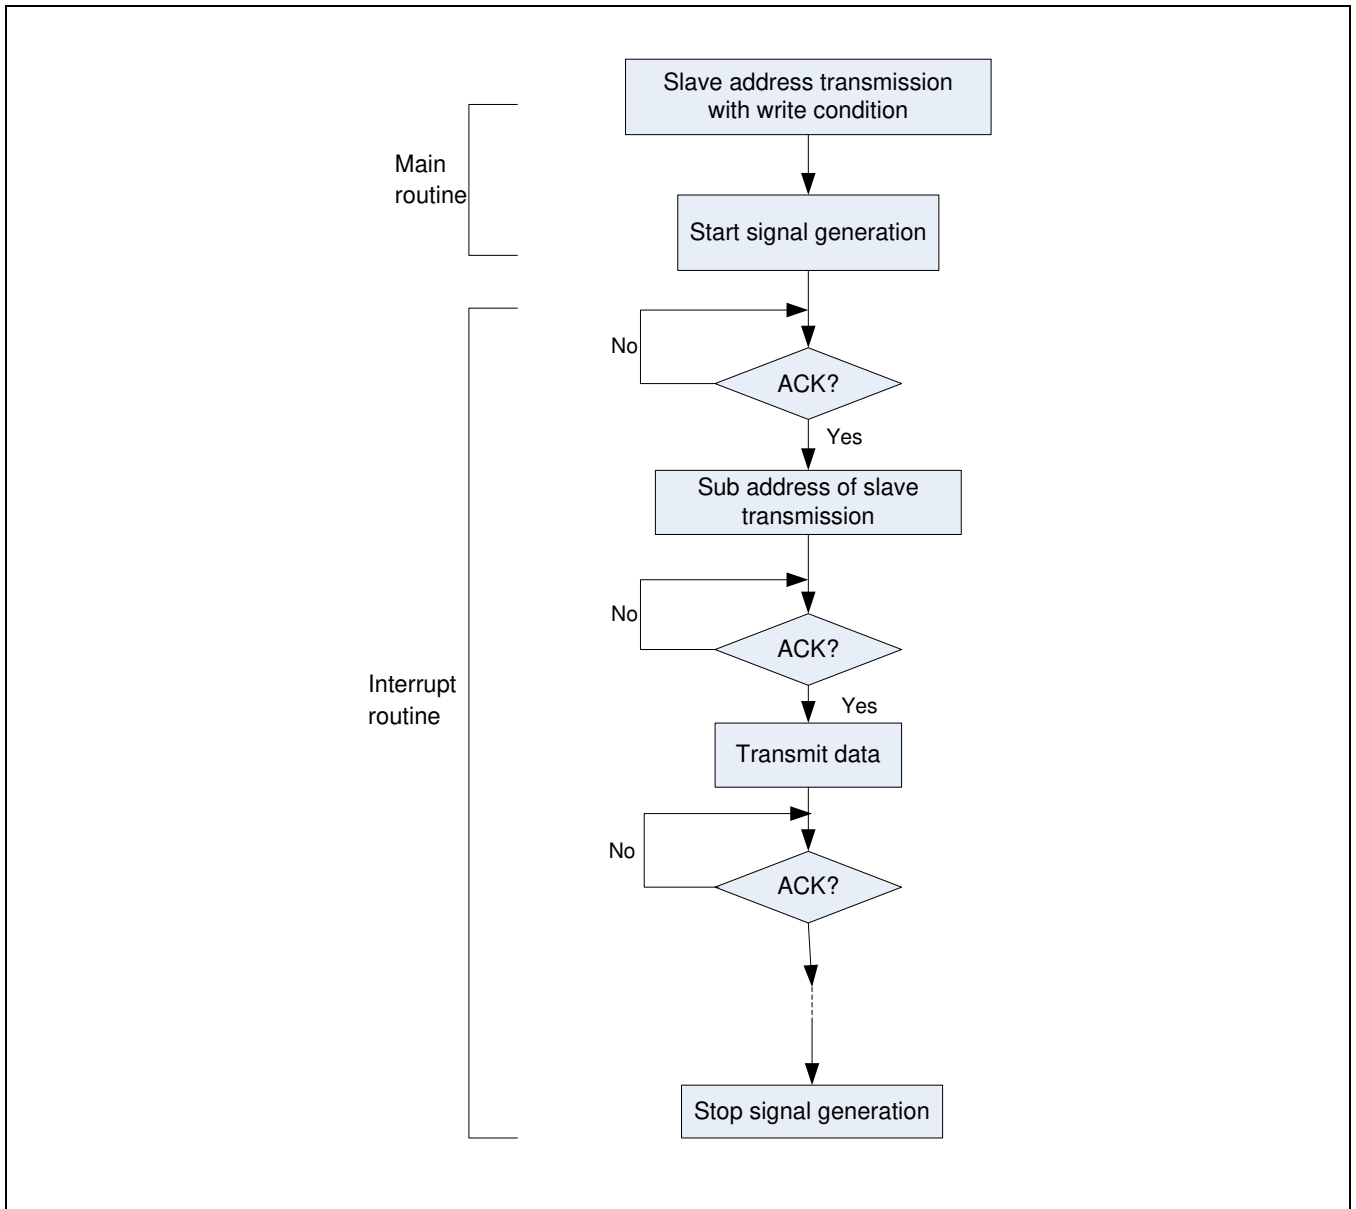 Slave address transmission
with write condition
Main
routine
Start signal generation
No
ACK?
Yes
Sub address of slave
transmission
No
ACK?
Interrupt
routine
Yes
Transmit data
No
ACK?
Stop signal generation